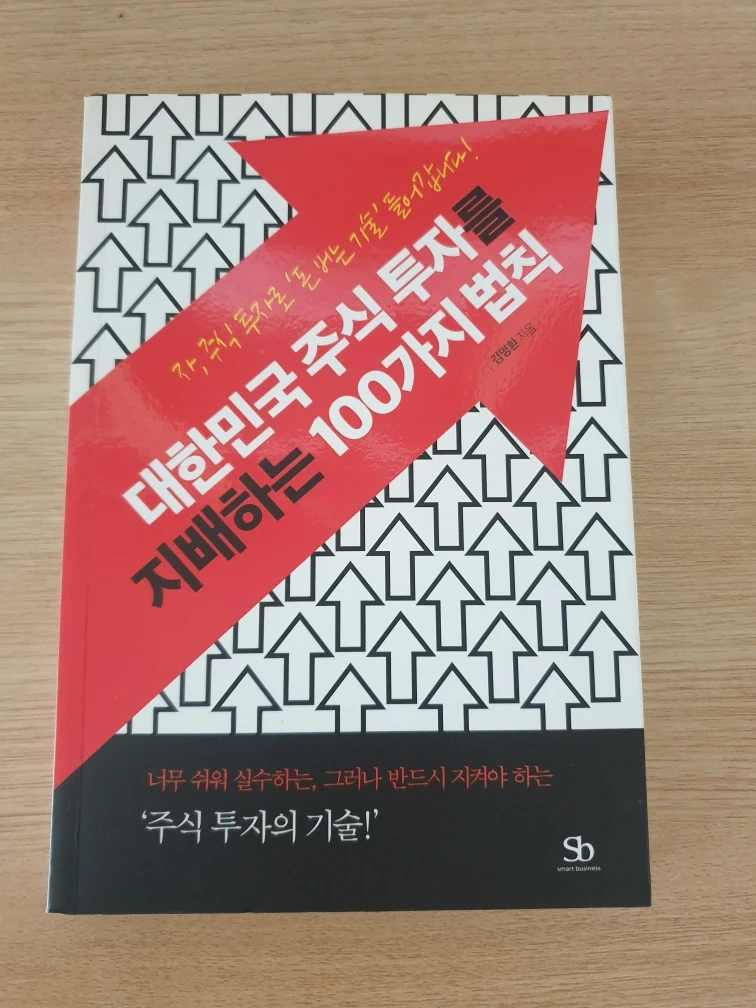 자, 주식 투자로 '돈 버는 기술' 들어갑니다!
대한민국 주식 투자를
지배하는 100가지 법칙
김명환 지음
너무 쉬워 실수하는, 그러나 반드시 지켜야 하는
'주식 투자의 기술!'
Sb
smart business